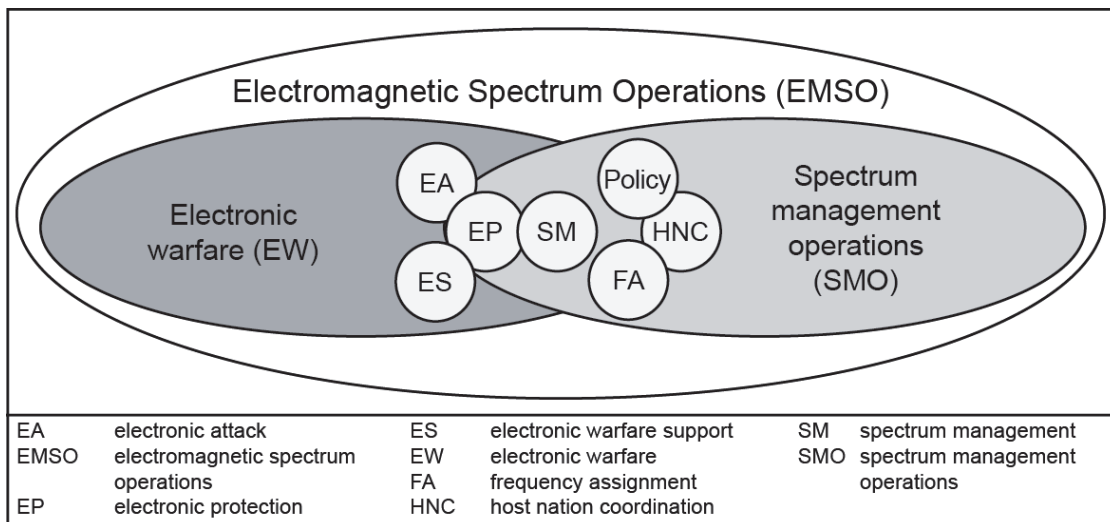 Electromagnetic Spectrum Operations (EMSO)
Electronic
warfare (EW)
EA
EP
ES
SM
Policy
HNC
FA
Spectrum
management
operations
(SMO)
EA electronic attack
EMSO electromagnetic spectrum
operations
EP electronic protection
ES electronic warfare support
EW electronic warfare
FA frequency assignment
HNC host nation coordination
SM spectrum management
SMO spectrum management
operations